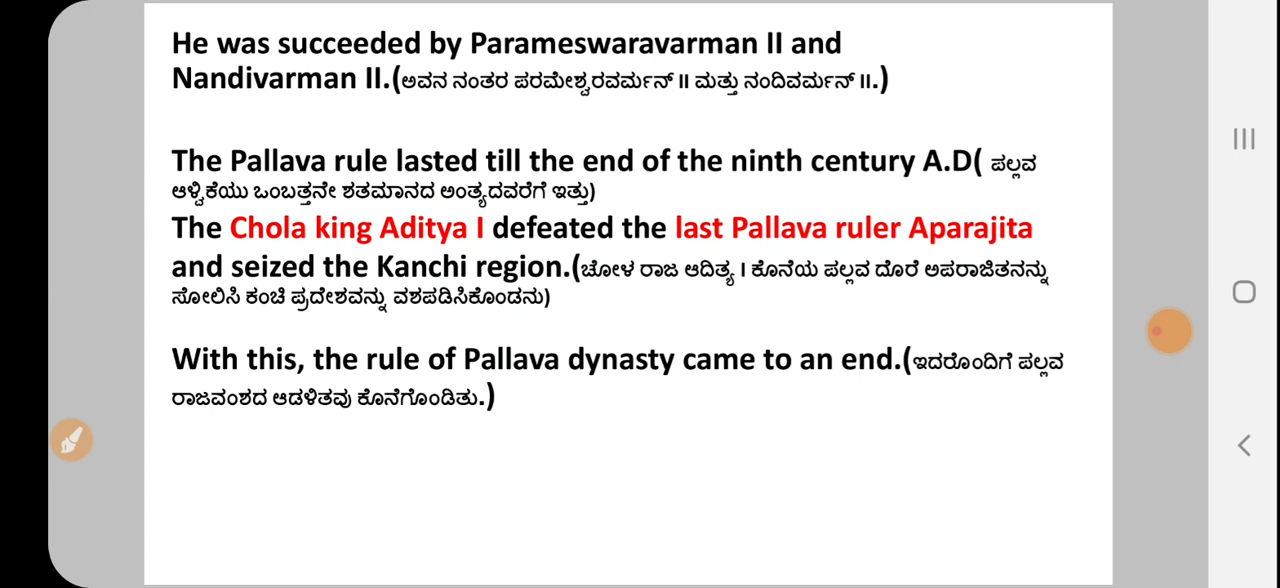 He was succeeded by Parameswaravarman II and
Nandivarman II.(ಅವನ ನಂತರ ಪರಮೇಶ್ವರವರ್ಮನ್ II ಮತ್ತು ನಂದಿವರ್ಮನ್ II.)
The Pallava rule lasted till the end of the ninth century A.D( ಪಲ್ಲವ
ಆಳ್ವಿಕೆಯು ಒಂಬತ್ತನೇ ಶತಮಾನದ ಅಂತ್ಯದವರೆಗೆ ಇತ್ತು)
The Chola king Aditya I defeated the last Pallava ruler Aparajita
and seized the Kanchi region.(ಚೋಳ ರಾಜ ಆದಿತ್ಯ I ಕೊನೆಯ ಪಲ್ಲವ ದೊರೆ ಅಪರಾಜಿತನನ್ನು
ಸೋಲಿಸಿ ಕಂಚಿ ಪ್ರದೇಶವನ್ನು ವಶಪಡಿಸಿಕೊಂಡನು)
With this, the rule of Pallava dynasty came to an end.(ಇದರೊಂದಿಗೆ ಪಲ್ಲವ
ರಾಜವಂಶದ ಆಡಳಿತವು ಕೊನೆಗೊಂಡಿತು.)